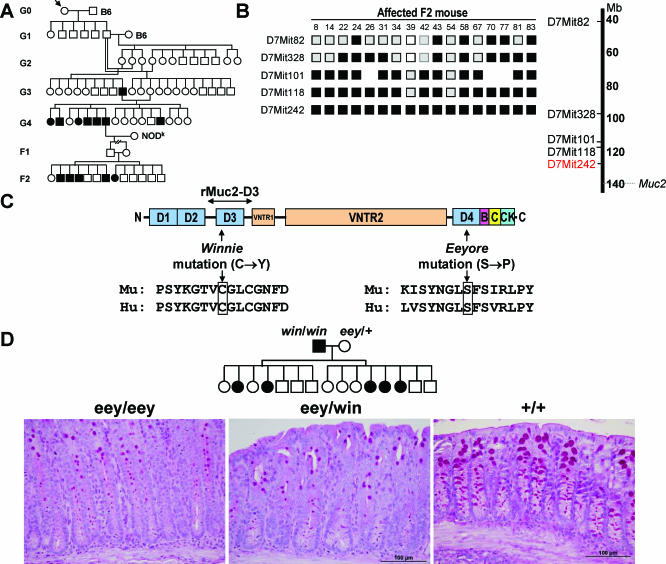 A
G0
B6
G1
B6
G2
G3
G4
NODk
F1
F2
B
Affected F2 mouse
8 14 22 24 26 31 34 39 42 43 54 58 67 70 77 81 83
D7Mit82
D7Mit328
D7Mit101
D7Mit118
D7Mit242
Mb
D7Mit82
40
60
80
D7Mit328
100
D7Mit101
D7Mit118
120
D7Mit242
140
Muc2
C
rMuc2-D3
N D1 D2 D3 VNTR1 VNTR2 D4 B C CK C
Winnie
mutation (C→Y)
Mu: PSYKGTVCGLCGNFD
Hu: PSYKGTVCGLCGNFD
Eeyore
mutation (S→P)
Mu: KISYNGLSFSIRLPY
Hu: LVSYNGLSFSVRLPY
D
win/win eey/+
eey/eey
eey/win
+/+
100 µm
100 µm